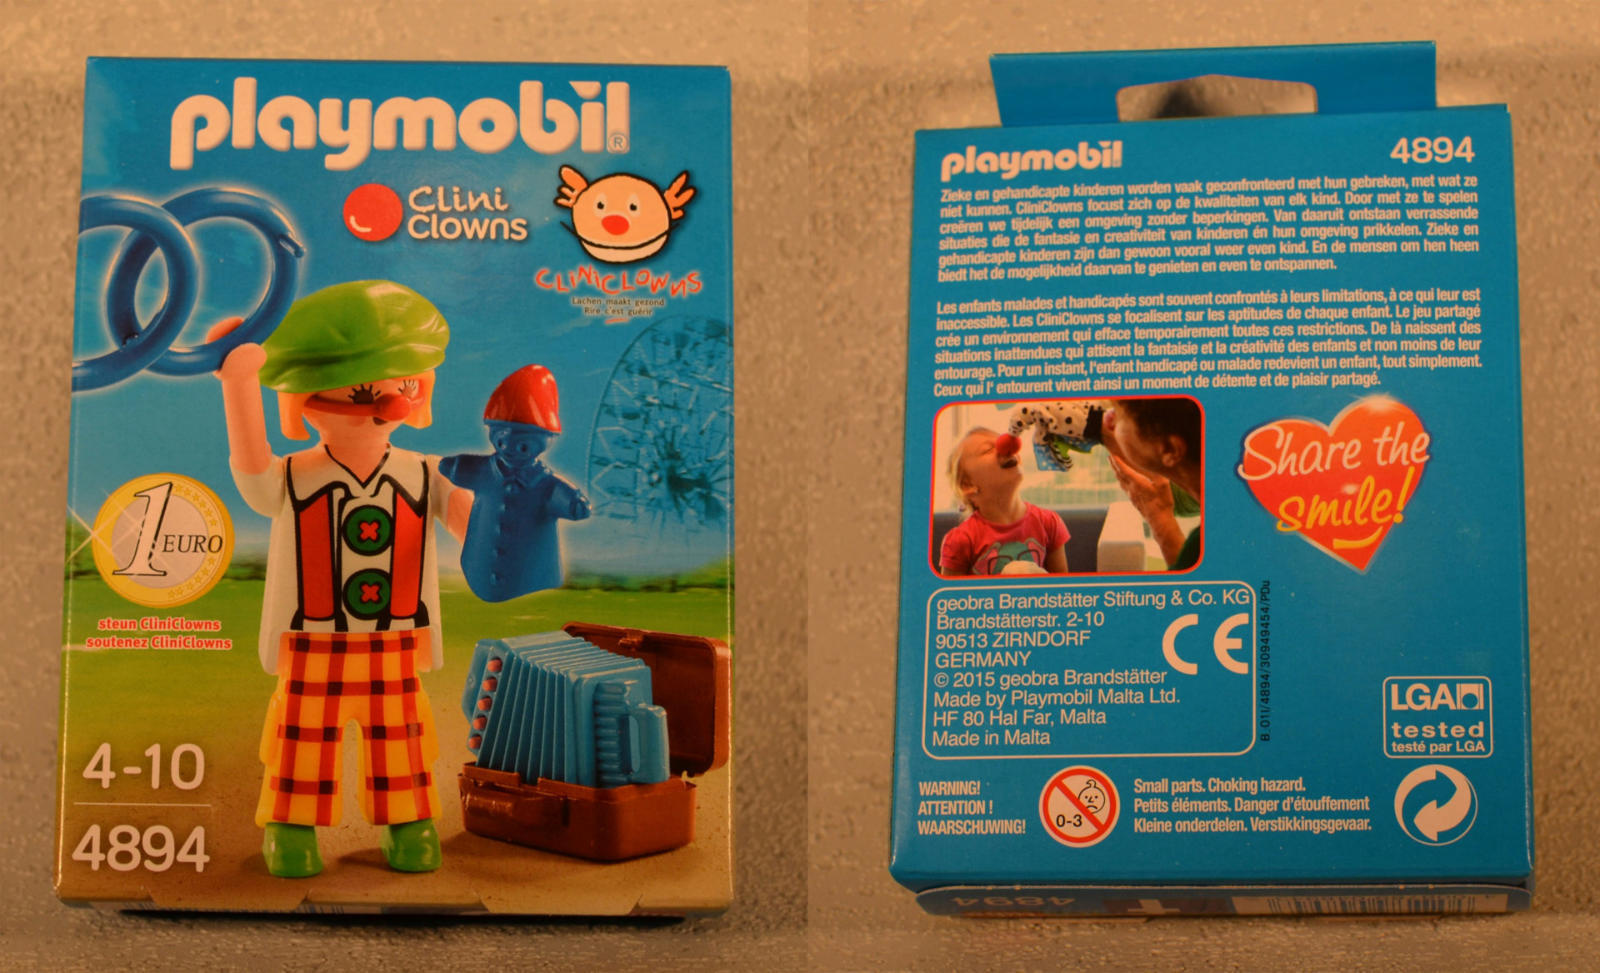 playmobil®
Clini
Clowns
CLINICLOWNS
Lachen maakt gezond
Rire c'est guérir
1 EURO
steun CliniClowns
soutenez CliniClowns
4-10
4894
playmobil
4894
Zieke en gehandicapte kinderen worden vaak geconfronteerd met hun gebreken, met wat ze
niet kunnen. CliniClowns focust zich op de kwaliteiten van elk kind. Door met ze te spelen
creëren we tijdelijk een omgeving zonder beperkingen. Van daaruit ontstaan verrassende
situaties die de fantasie en creativiteit van kinderen én hun omgeving prikkelen. Zieke en
gehandicapte kinderen zijn dan gewoon vooral weer even kind. En de mensen om hen heen
biedt het de mogelijkheid daarvan te genieten en even te ontspannen.
Les enfants malades et handicapés sont souvent confrontés à leurs limitations, à ce qui leur est
inaccessible. Les CliniClowns se focalisent sur les aptitudes de chaque enfant. Le jeu partagé
crée un environnement qui efface temporairement toutes ces restrictions. De là naissent des
situations inattendues qui attisent la fantaisie et la créativité des enfants et non moins de leur
entourage. Pour un instant, l'enfant handicapé ou malade redevient un enfant, tout simplement.
Ceux qui l' entourent vivent ainsi un moment de détente et de plaisir partagé.
Share the
smile!
geobra Brandstätter Stiftung & Co. KG
Brandstätterstr. 2-10
90513 ZIRNDORF
GERMANY
© 2015 geobra Brandstätter
Made by Playmobil Malta Ltd.
HF 80 Hal Far, Malta
Made in Malta
CE
B 011/4894/30949454/PDu
LGA
tested
testé par LGA
WARNING!
ATTENTION !
WAARSCHUWING!
0-3
Small parts. Choking hazard.
Petits éléments. Danger d'étouffement
Kleine onderdelen. Verstikkingsgevaar.
4894